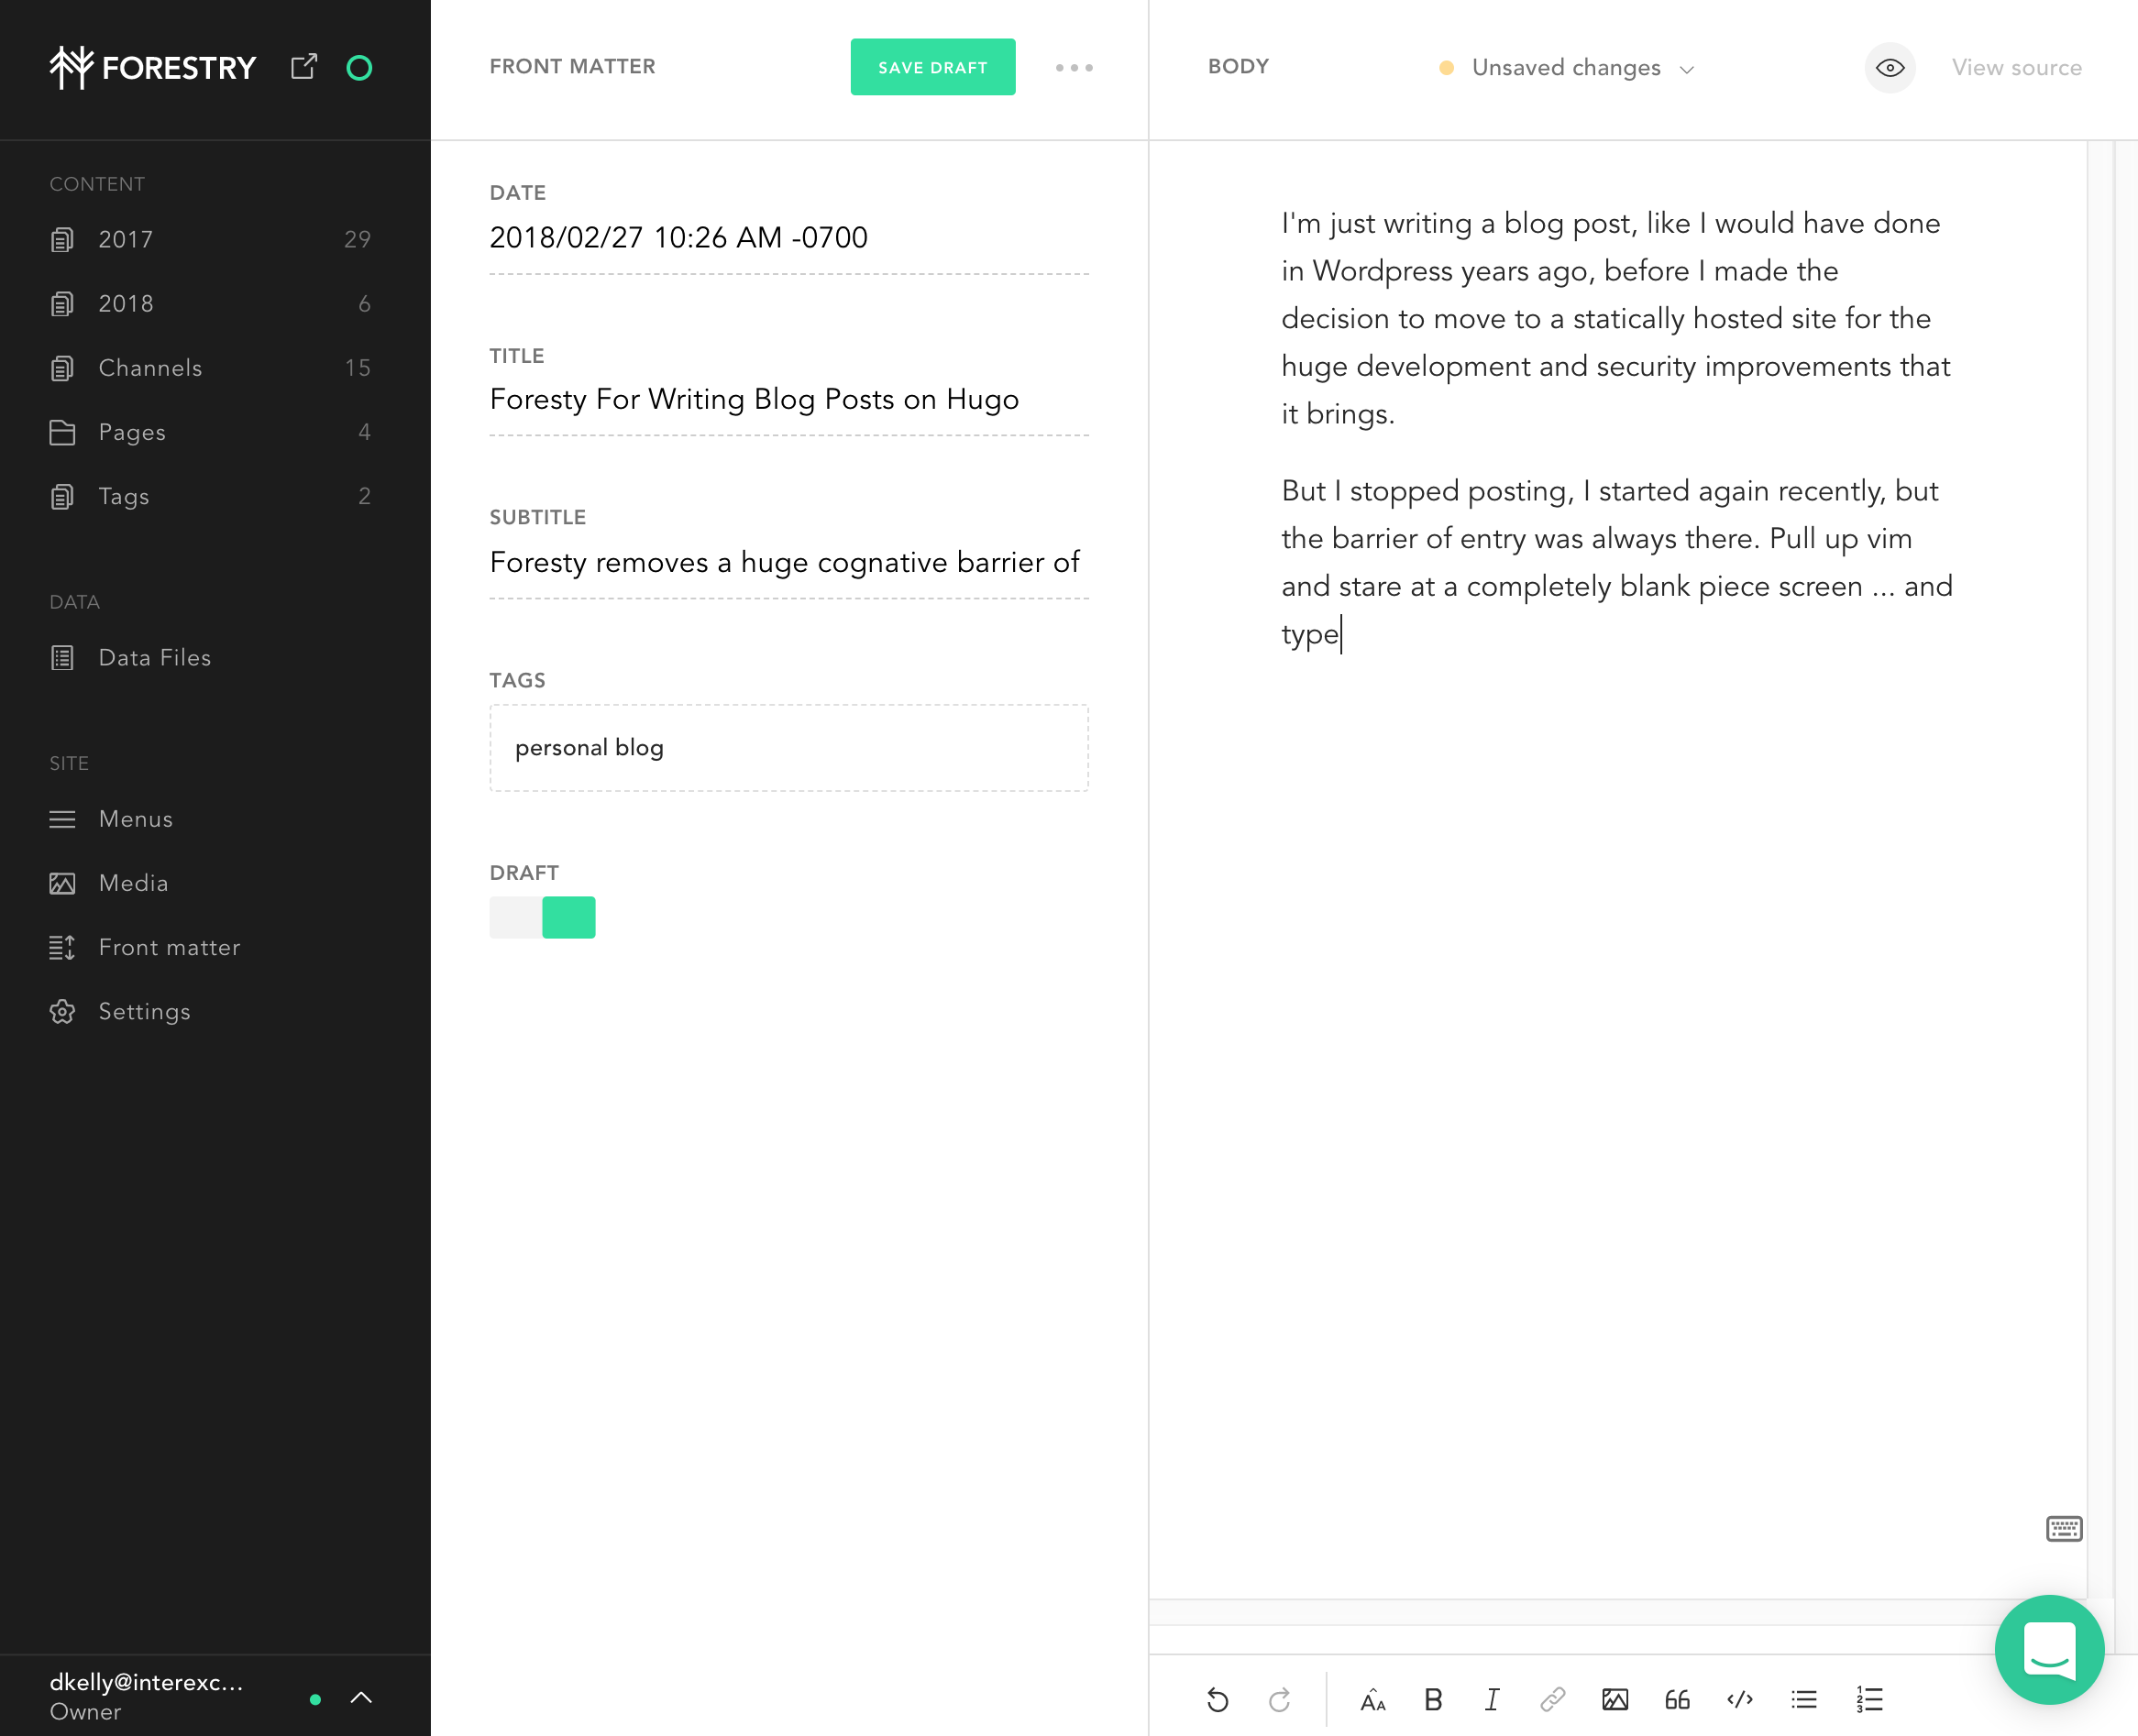 FORESTRY
CONTENT
2017 29
2018 6
Channels 15
Pages 4
Tags 2
DATA
Data Files
SITE
Menus
Media
Front matter
Settings
dkelly@interexc...
Owner
FRONT MATTER
SAVE DRAFT
DATE
2018/02/27 10:26 AM -0700
TITLE
Foresty For Writing Blog Posts on Hugo
SUBTITLE
Foresty removes a huge cognative barrier of
TAGS
personal blog
DRAFT
BODY
Unsaved changes
View source
I'm just writing a blog post, like I would have done
in Wordpress years ago, before I made the
decision to move to a statically hosted site for the
huge development and security improvements that
it brings.
But I stopped posting, I started again recently, but
the barrier of entry was always there. Pull up vim
and stare at a completely blank piece screen ... and
type